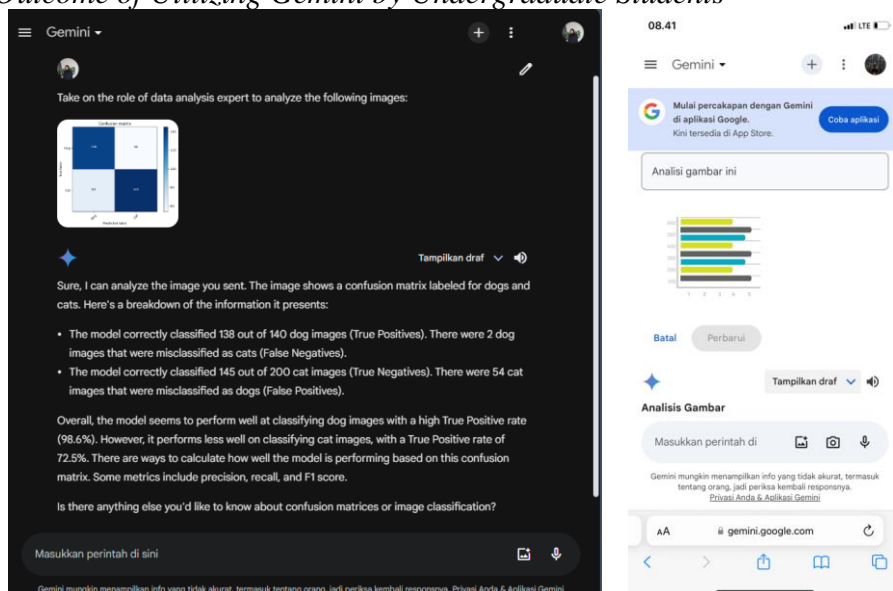 Outcome of Utilizing Gemini by Undergraduate Students
Gemini
Take on the role of data analysis expert to analyze the following images:
Confusion matrix
Predicted label
Tampilkan draf
Sure, I can analyze the image you sent. The image shows a confusion matrix labeled for dogs and
cats. Here's a breakdown of the information it presents:
• The model correctly classified 138 out of 140 dog images (True Positives). There were 2 dog
images that were misclassified as cats (False Negatives).
• The model correctly classified 145 out of 200 cat images (True Negatives). There were 54 cat
images that were misclassified as dogs (False Positives).
Overall, the model seems to perform well at classifying dog images with a high True Positive rate
(98.6%). However, it performs less well on classifying cat images, with a True Positive rate of
72.5%. There are ways to calculate how well the model is performing based on this confusion
matrix. Some metrics include precision, recall, and F1 score.
Is there anything else you'd like to know about confusion matrices or image classification?
Masukkan perintah di sini
Gemini mungkin menampilkan info yang tidak akurat, termasuk tentang orang, jadi periksa kembali responsnya. Privasi Anda & Aplikasi Gemini
08.41
LTE
Gemini
Mulai percakapan dengan Gemini
di aplikasi Google.
Kini tersedia di App Store.
Coba aplikasi
Analisi gambar ini
1 2 3 4 5
Batal
Perbarui
Tampilkan draf
Analisis Gambar
Masukkan perintah di
Gemini mungkin menampilkan info yang tidak akurat, termasuk
tentang orang, jadi periksa kembali responsnya.
Privasi Anda & Aplikasi Gemini
AA
gemini.google.com